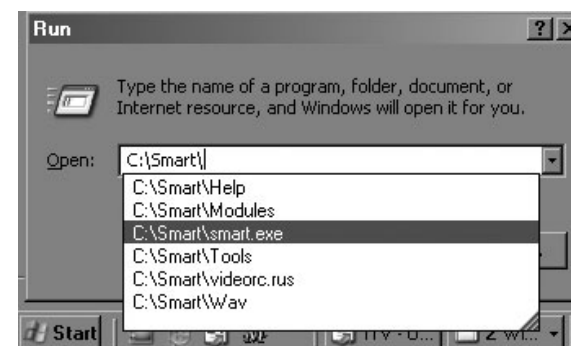 Run
Type the name of a program, folder, document, or
Internet resource, and Windows will open it for you.
Open: C:\Smart\
C:\Smart\Help
C:\Smart\Modules
C:\Smart\smart.exe
C:\Smart\Tools
C:\Smart\videorc.rus
C:\Smart\Wav
Start